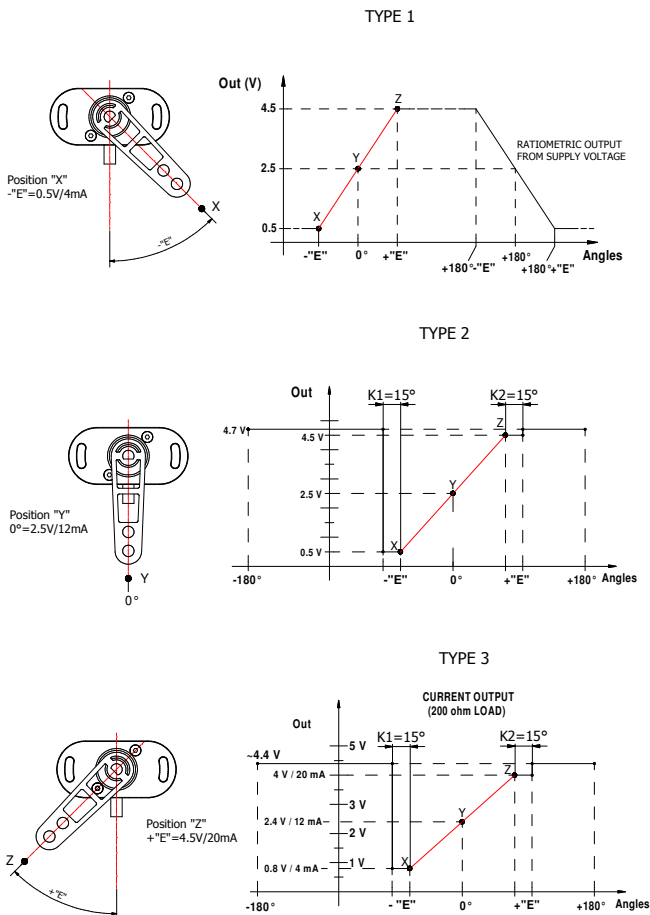 TYPE 1
Out (V)
4.5
2.5
0.5
X
Y
Z
RATIOMETRIC OUTPUT
FROM SUPPLY VOLTAGE
-"E"
0°
+"E"
+180°-"E"
+180°
+180°+"E"
Angles
Position "X"
-"E"=0.5V/4mA
X
-"E"
TYPE 2
Out
K1=15°
K2=15°
4.7 V
4.5 V
2.5 V
0.5 V
X
Y
Z
-180°
-"E"
0°
+"E"
+180°
Angles
Position "Y"
0°=2.5V/12mA
Y
0°
TYPE 3
CURRENT OUTPUT
(200 ohm LOAD)
Out
K1=15°
K2=15°
5 V
~4.4 V
4 V / 20 mA
3 V
2.4 V / 12 mA
2 V
1 V
0.8 V / 4 mA
X
Y
Z
-180°
- "E"
0°
+"E"
+180°
Angles
Position "Z"
+"E"=4.5V/20mA
Z
+"E"